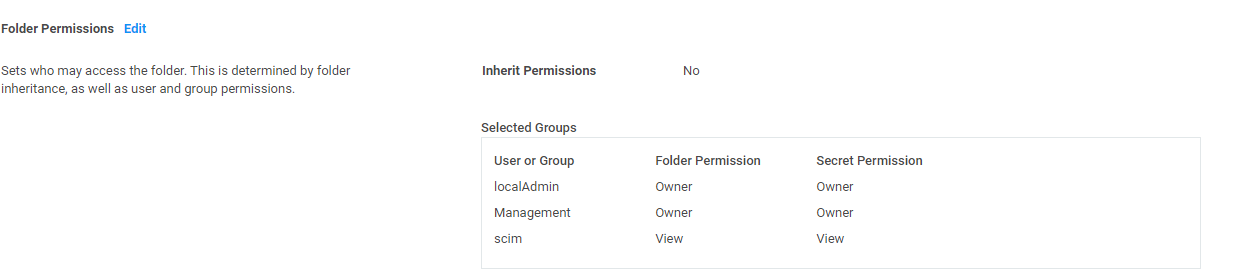 Folder Permissions Edit
Sets who may access the folder. This is determined by folder
inheritance, as well as user and group permissions.
Inherit Permissions No
Selected Groups
User or Group Folder Permission Secret Permission
localAdmin Owner Owner
Management Owner Owner
scim View View